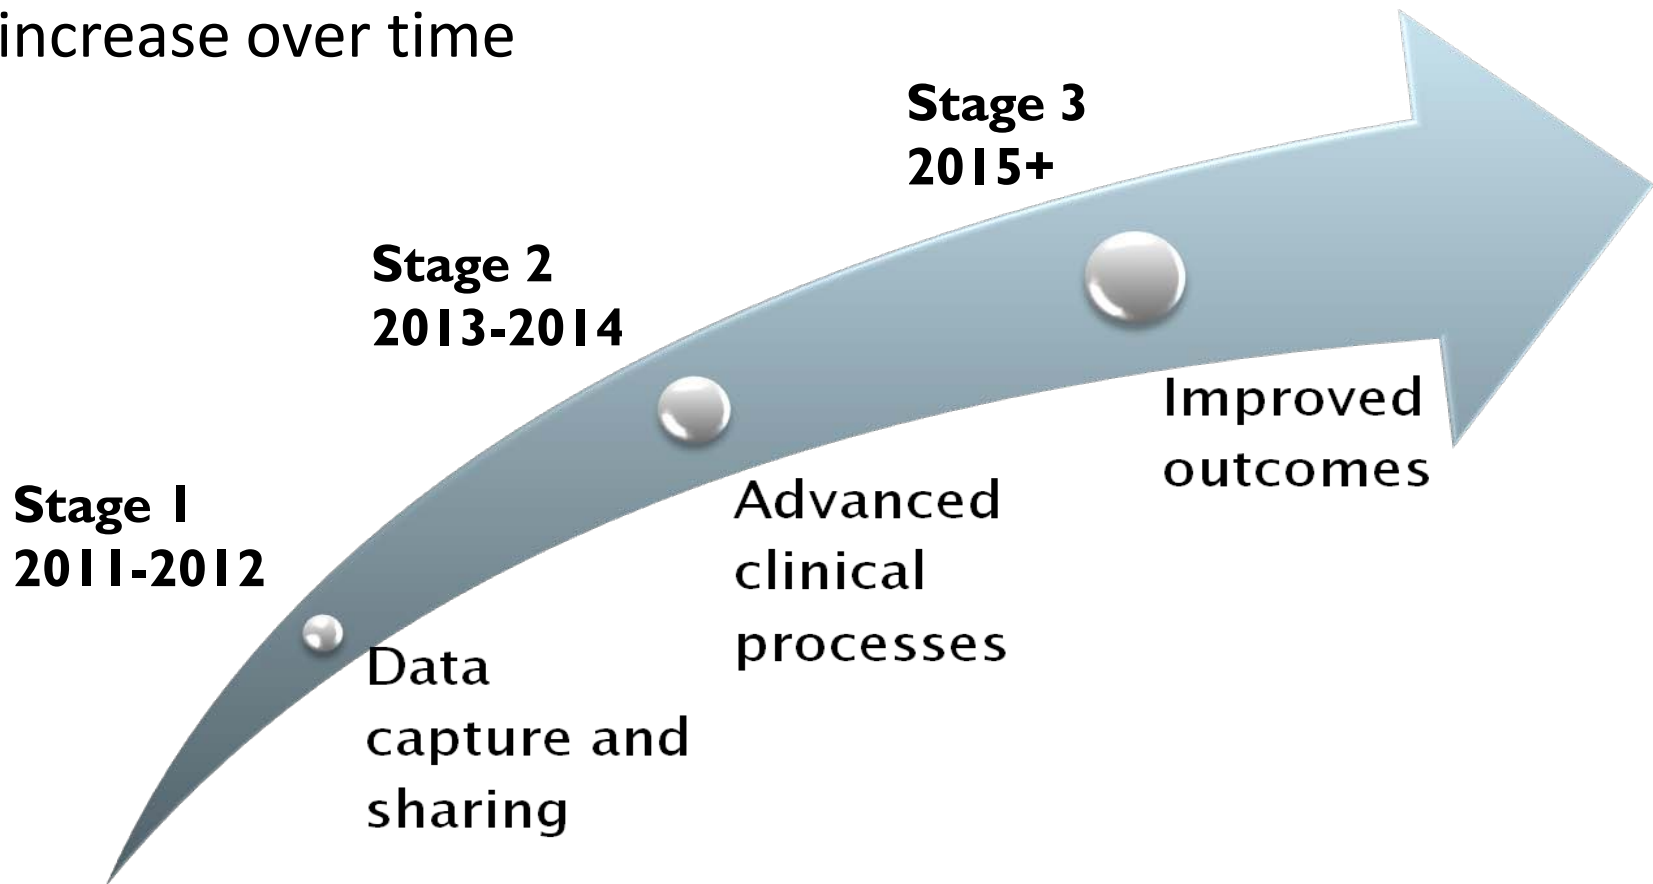 increase over time
Stage 3
2015+
Stage 2
2013-2014
Improved
outcomes
Stage 1
2011-2012
Advanced
clinical
processes
Data
capture and
sharing